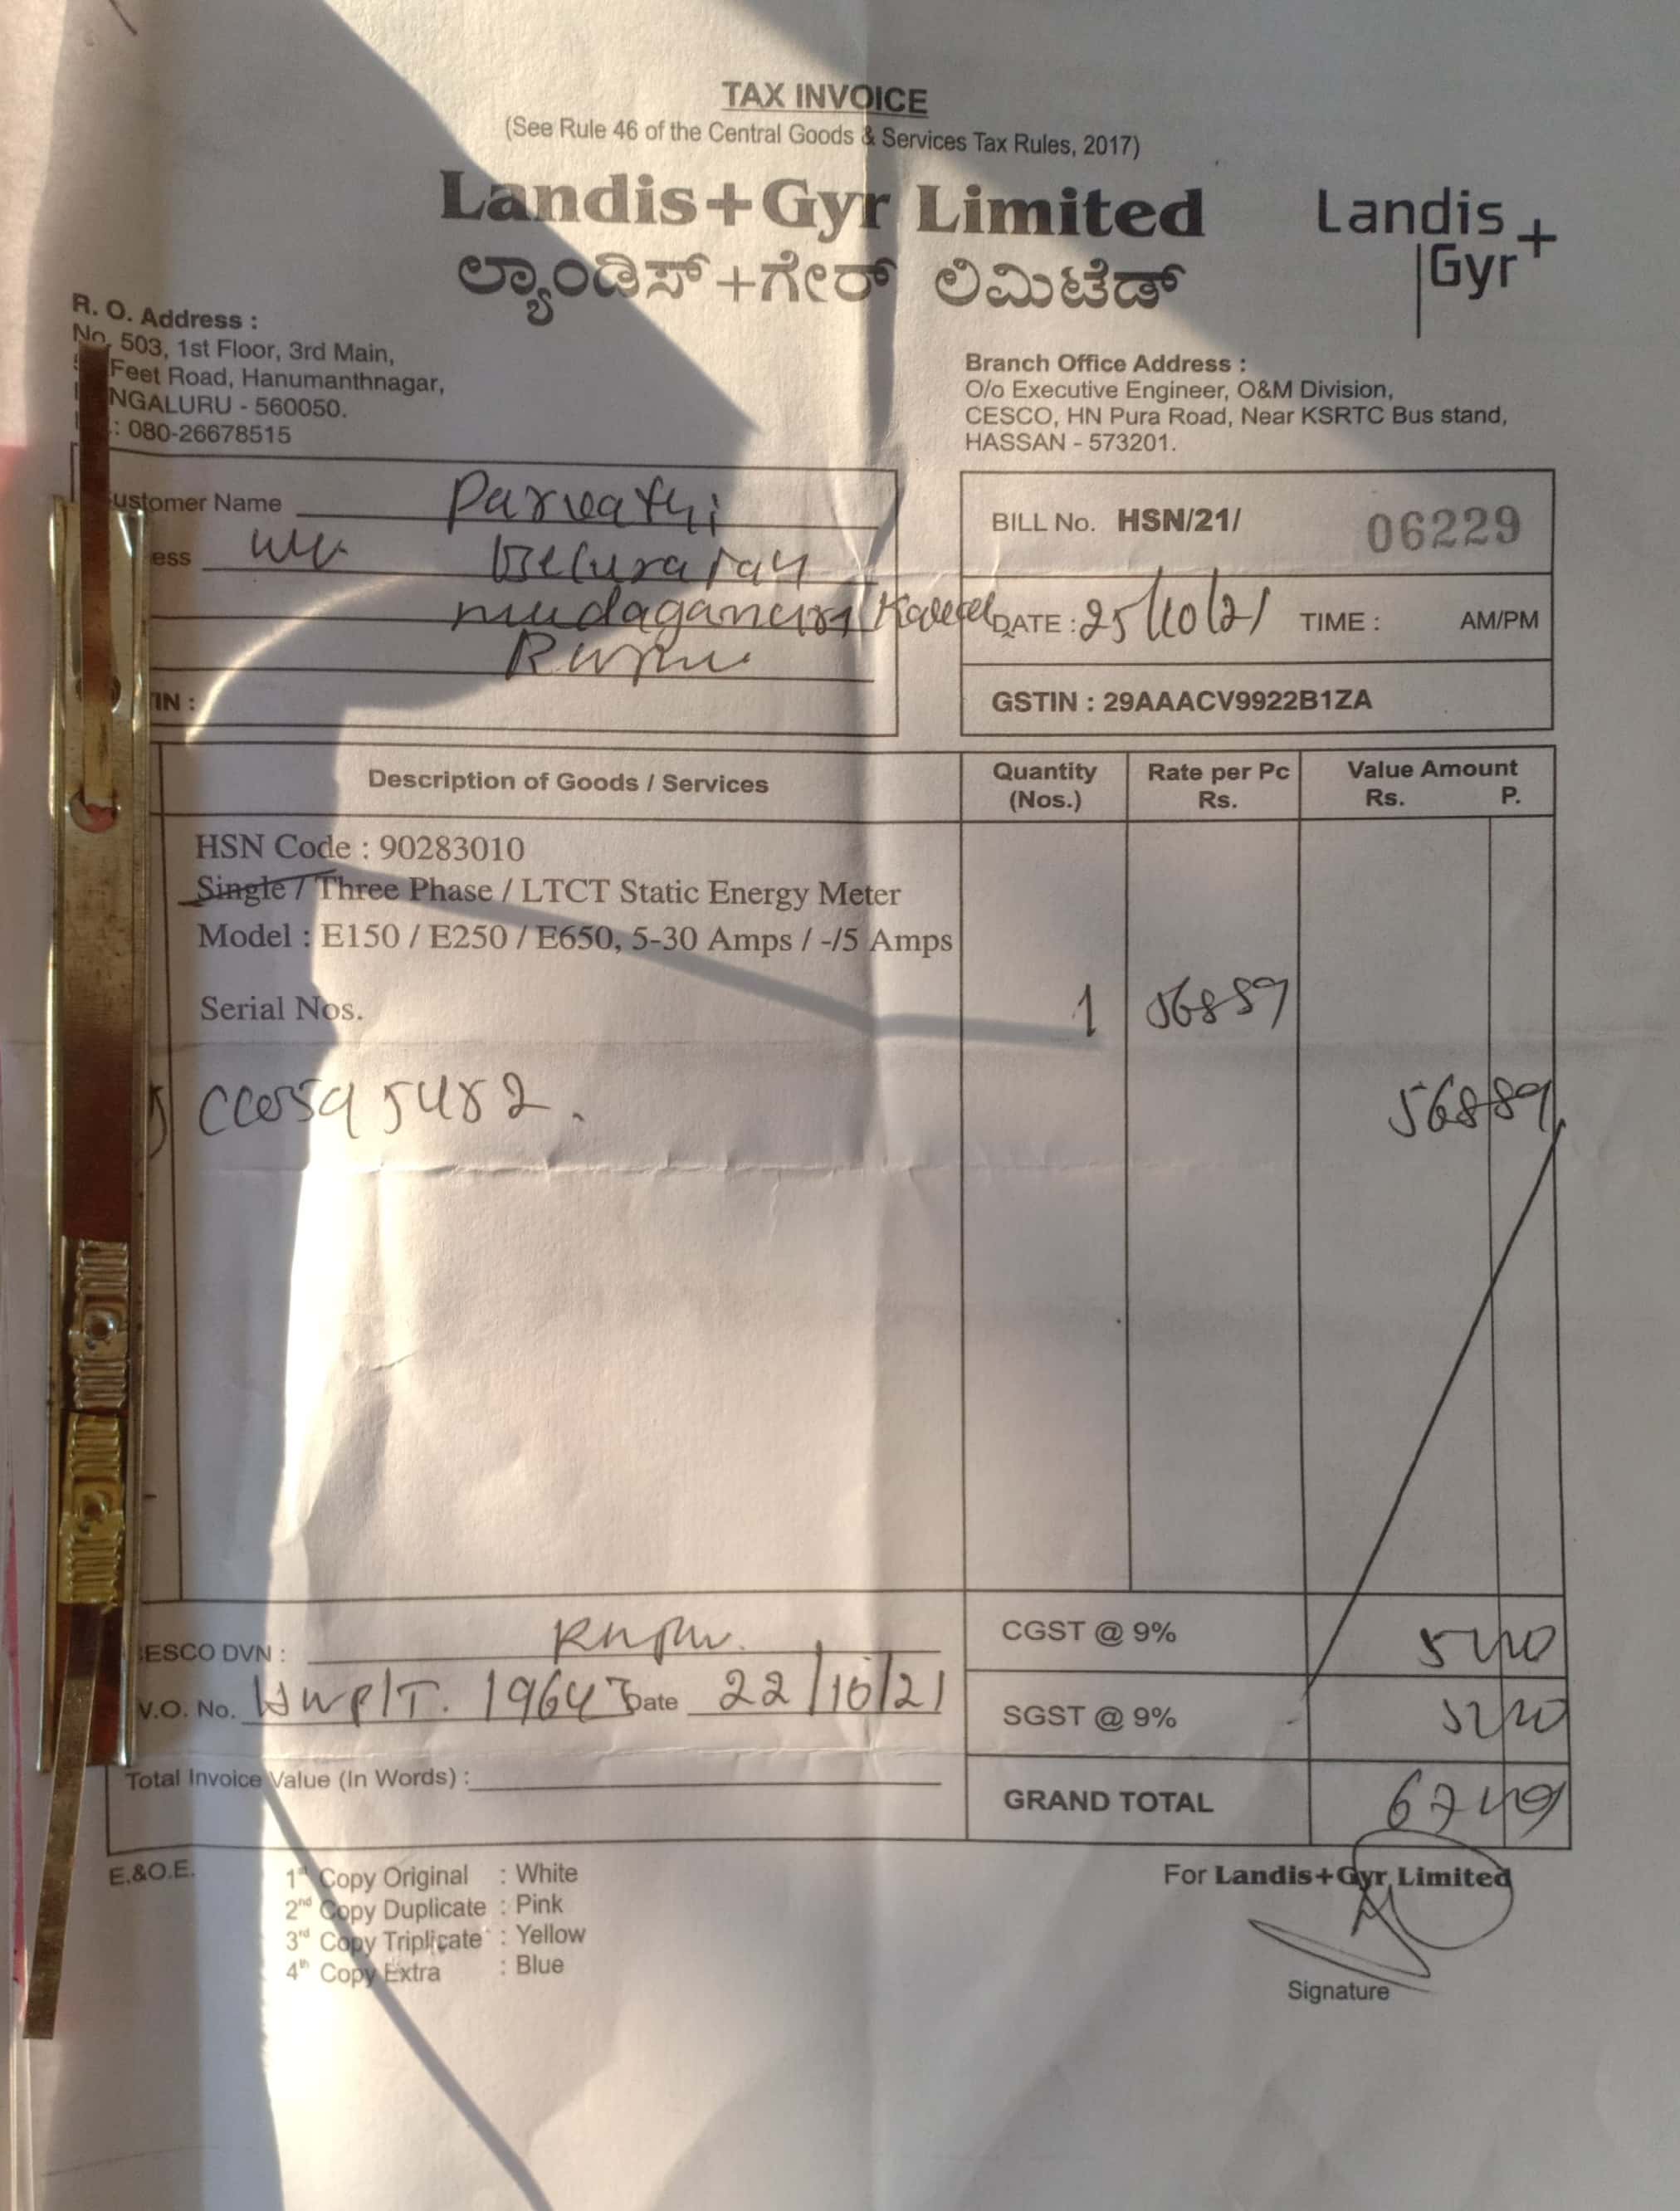 TAX INVOICE
(See Rule 46 of the Central Goods & Services Tax Rules, 2017)
Landis+Gyr Limited
ಲ್ಯಾಂಡಿಸ್+ಗೇರ್ ಲಿಮಿಟೆಡ್
Landis+
Gyr
R. O. Address :
No. 503, 1st Floor, 3rd Main,
Feet Road, Hanumanthnagar,
NGALURU - 560050.
: 080-26678515
Branch Office Address :
O/o Executive Engineer, O&M Division,
CESCO, HN Pura Road, Near KSRTC Bus stand,
HASSAN - 573201.
ustomer Name Parvathi
ess
mudaganuru
IN :
BILL No. HSN/21/ 06229
DATE : 25/10/21 TIME : AM/PM
GSTIN : 29AAACV9922B1ZA
Description of Goods / Services
Quantity (Nos.)
Rate per Pc Rs.
Value Amount Rs. P.
HSN Code : 90283010
Single / Three Phase / LTCT Static Energy Meter
Model : E150 / E250 / E650, 5-30 Amps / -/5 Amps
Serial Nos.
1 56889
56889
ESCO DVN :
V.O. No. Date 22/10/21
Total Invoice Value (In Words) :
CGST @ 9%
SGST @ 9%
GRAND TOTAL 6749
E.&O.E.
1st Copy Original : White
2nd Copy Duplicate : Pink
3rd Copy Triplicate : Yellow
4th Copy Extra : Blue
For Landis+Gyr Limited
Signature